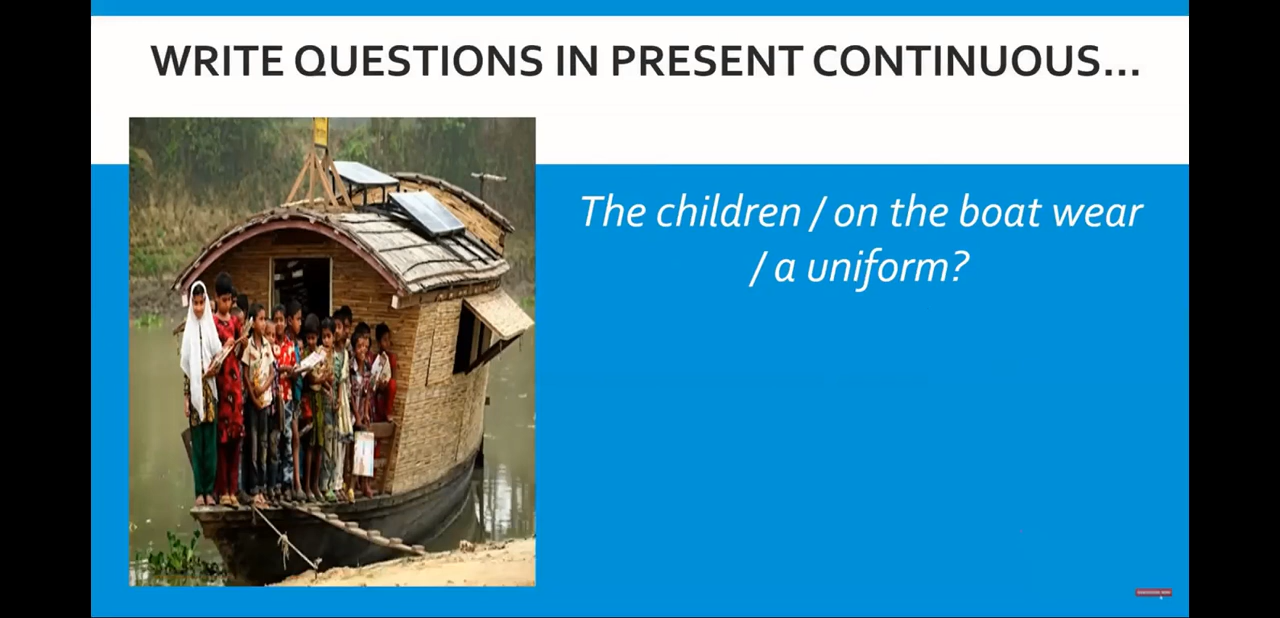 WRITE QUESTIONS IN PRESENT CONTINUOUS...
The children / on the boat wear
/ a uniform?